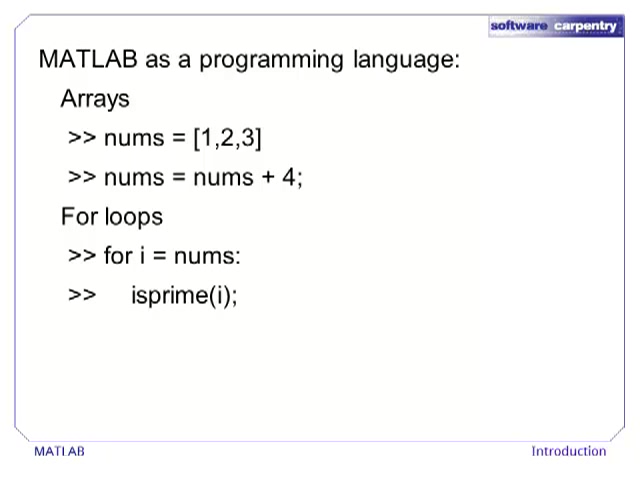 software carpentry
MATLAB as a programming language:
Arrays
>> nums = [1,2,3]
>> nums = nums + 4;
For loops
>> for i = nums:
>> isprime(i);
MATLAB
Introduction